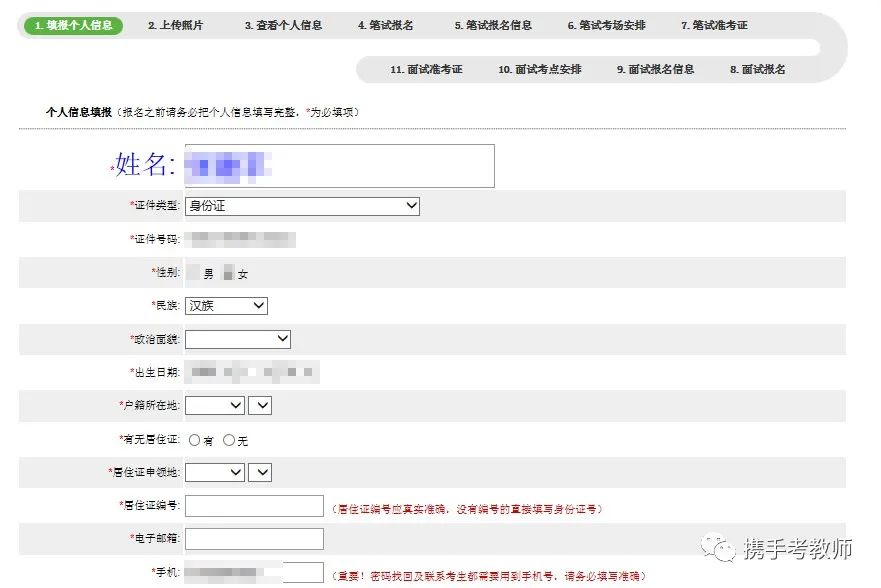 1. 填报个人信息 2. 上传照片 3. 查看个人信息 4. 笔试报名 5. 笔试报名信息 6. 笔试考场安排 7. 笔试准考证
11. 面试准考证 10. 面试考点安排 9. 面试报名信息 8. 面试报名
个人信息填报（报名之前请务必把个人信息填写完整，*为必填项）
*姓名:
*证件类型: 身份证
*证件号码:
*性别: 男 女
*民族: 汉族
*政治面貌:
*出生日期:
*户籍所在地:
*有无居住证: 有 无
*居住证申领地:
*居住证编号: （居住证编号应真实准确，没有编号的直接填写身份证号）
*电子邮箱:
*手机: （重要！密码找回及联系考生都需要用到手机号，请务必填写准确）
携手考教师